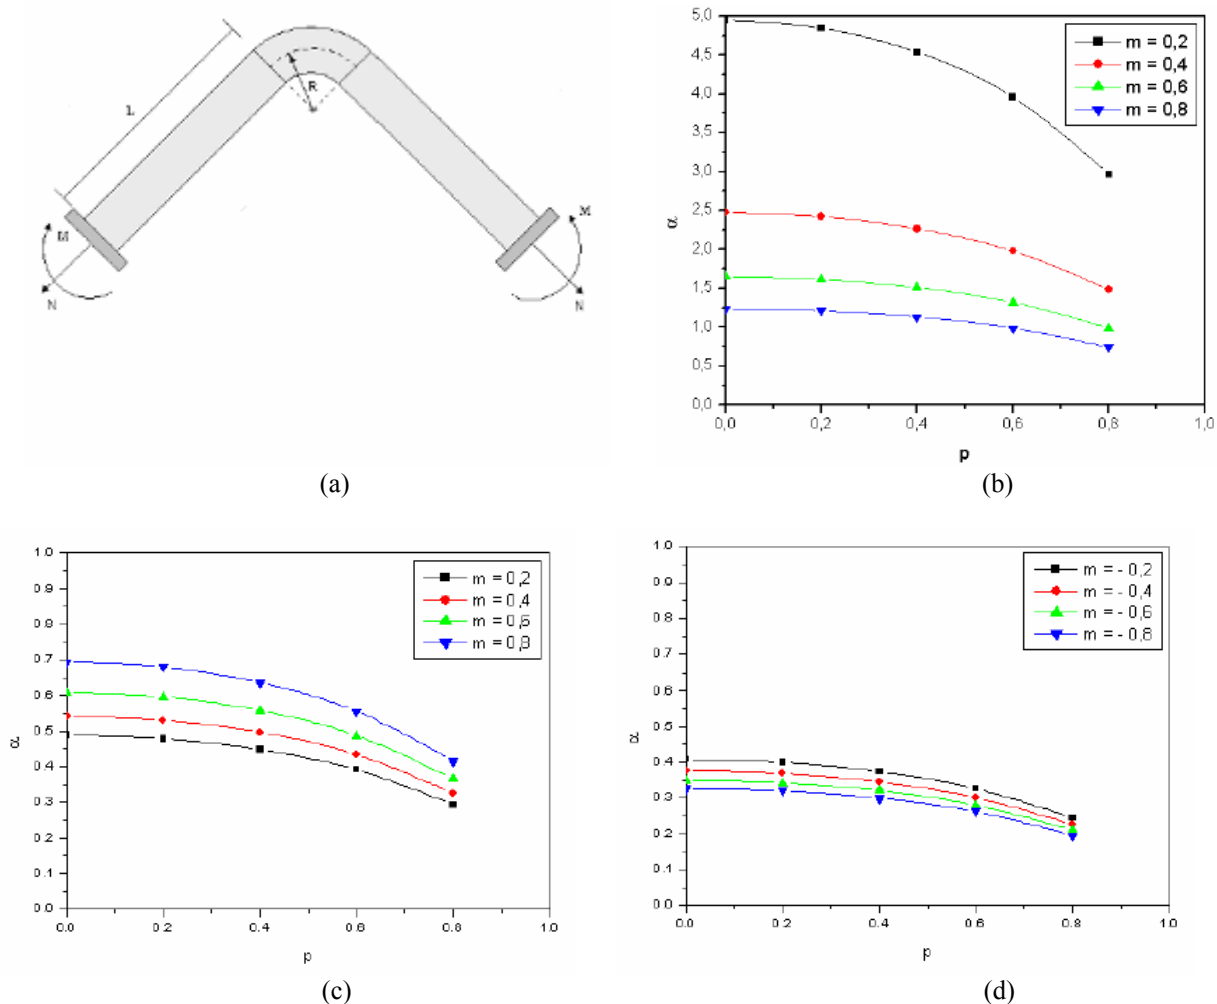 L
R
M
N
M
N
(a)
5,0
4,5
4,0
3,5
3,0
2,5
2,0
1,5
1,0
0,5
0,0
α
m = 0,2
m = 0,4
m = 0,6
m = 0,8
0,0 0,2 0,4 0,6 0,8 1,0
p
(b)
1.0
0.9
0.8
0.7
0.6
0.5
0.4
0.3
0.2
0.1
0.0
α
m = 0,2
m = 0,4
m = 0,6
m = 0,8
0.0 0.2 0.4 0.6 0.8 1.0
p
(c)
1.0
0.9
0.8
0.7
0.6
0.5
0.4
0.3
0.2
0.1
0.0
α
m = - 0,2
m = - 0,4
m = - 0,6
m = - 0,8
0.0 0.2 0.4 0.6 0.8 1.0
p
(d)